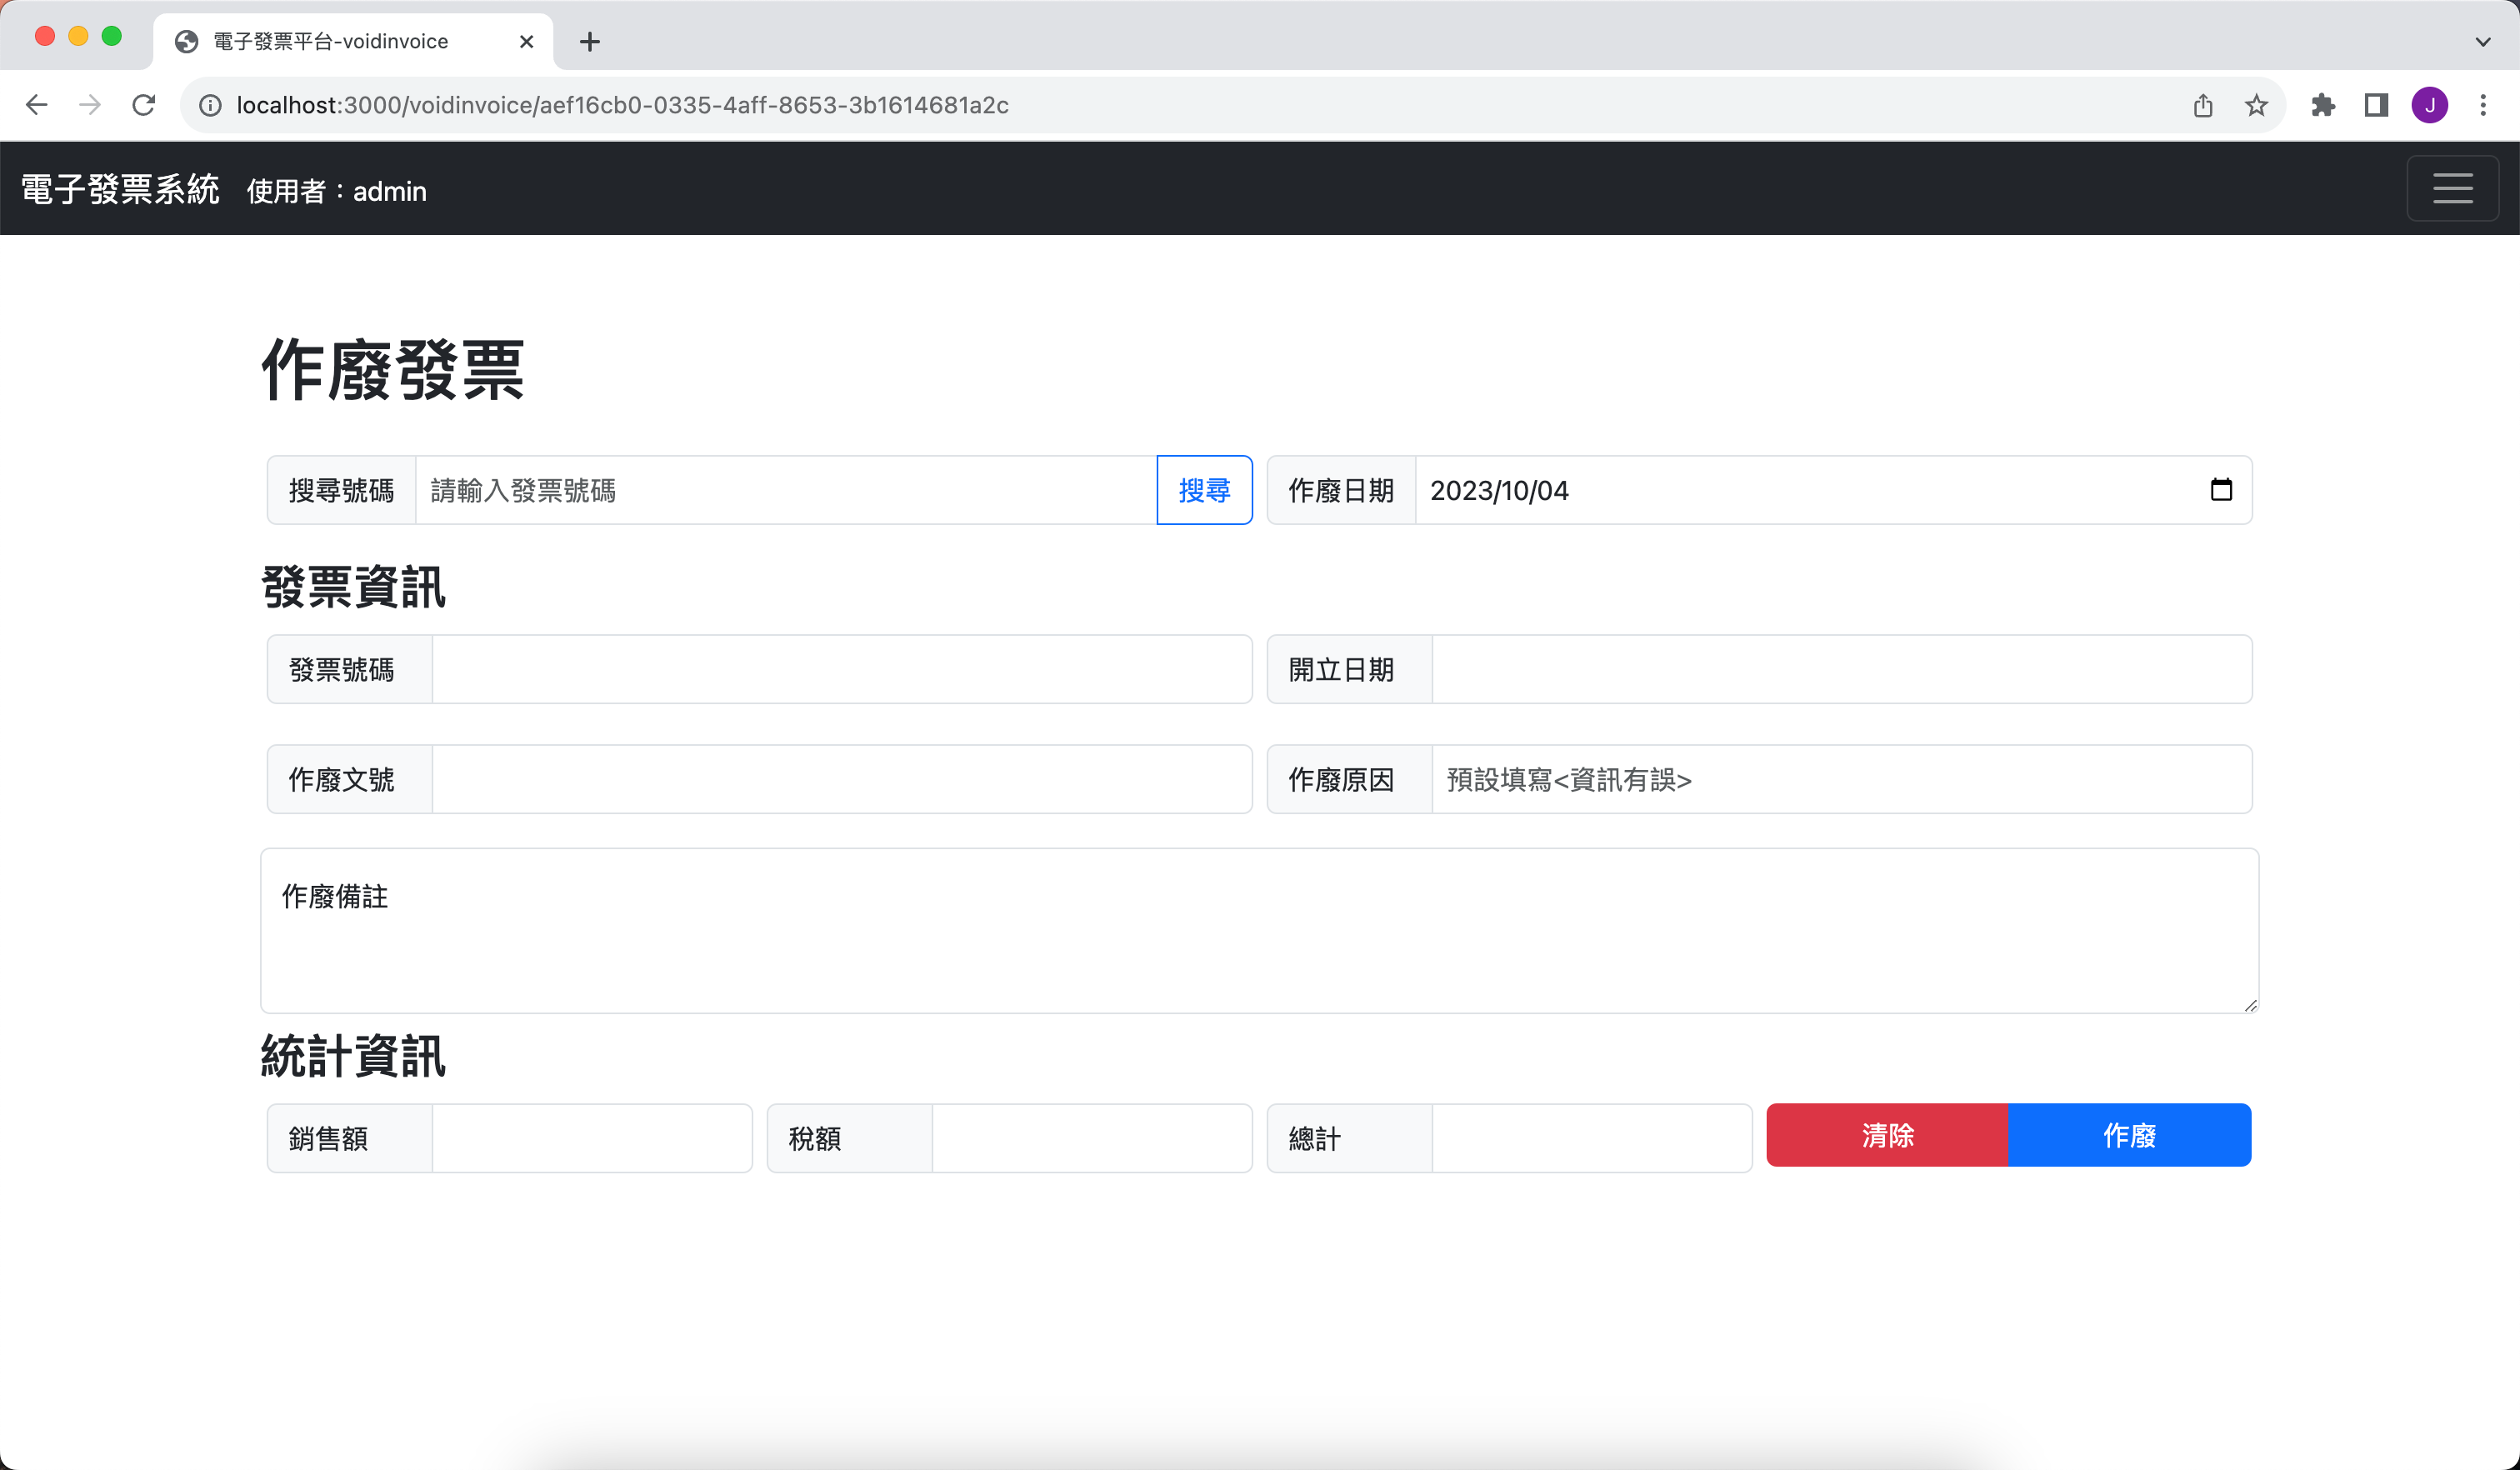 電子發票平台-voidinvoice
localhost:3000/voidinvoice/aef16cb0-0335-4aff-8653-3b1614681a2c
J
電子發票系統 使用者：admin
作廢發票
搜尋號碼 請輸入發票號碼 搜尋 作廢日期 2023/10/04
發票資訊
發票號碼 開立日期
作廢文號 作廢原因 預設填寫<資訊有誤>
作廢備註
統計資訊
銷售額 稅額 總計 清除 作廢